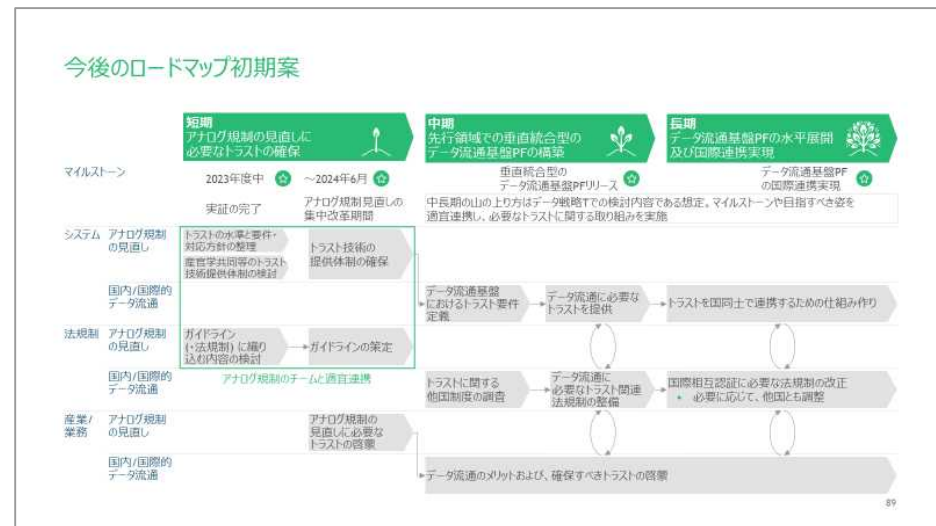 今後のロードマップ初期案
短期
アナログ規制の見直しに
必要なトラストの確保
中期
先行領域での垂直統合型の
データ流通基盤PFの構築
長期
データ流通基盤PFの水平展開
及び国際連携実現
マイルストーン
2023年度中
～2024年6月
垂直統合型の
データ流通基盤PFリリース
データ流通基盤PF
の国際連携実現
実証の完了
アナログ規制見直しの
集中改革期間
中長期の山の上り方はデータ戦略Tでの検討内容である想定。マイルストーンや目指すべき姿を
適宜連携し、必要なトラストに関する取り組みを実施
システム
アナログ規制
の見直し
トラストの水準と要件・
対応方針の整理
産官学共同等のトラスト
技術提供体制の検討
トラスト技術の
提供体制の確保
国内/国際的
データ流通
データ流通基盤
におけるトラスト要件
定義
データ流通に必要な
トラストを提供
トラストを国同士で連携するための仕組み作り
法規制
アナログ規制
の見直し
ガイドライン
(・法規制) に織り
込む内容の検討
ガイドラインの策定
国内/国際的
データ流通
アナログ規制のチームと適宜連携
トラストに関する
他国制度の調査
データ流通に
必要なトラスト関連
法規制の整備
国際相互認証に必要な法規制の改正
• 必要に応じて、他国とも調整
産業/
業務
アナログ規制
の見直し
アナログ規制の
見直しに必要な
トラストの啓蒙
国内/国際的
データ流通
データ流通のメリットおよび、確保すべきトラストの啓蒙
89